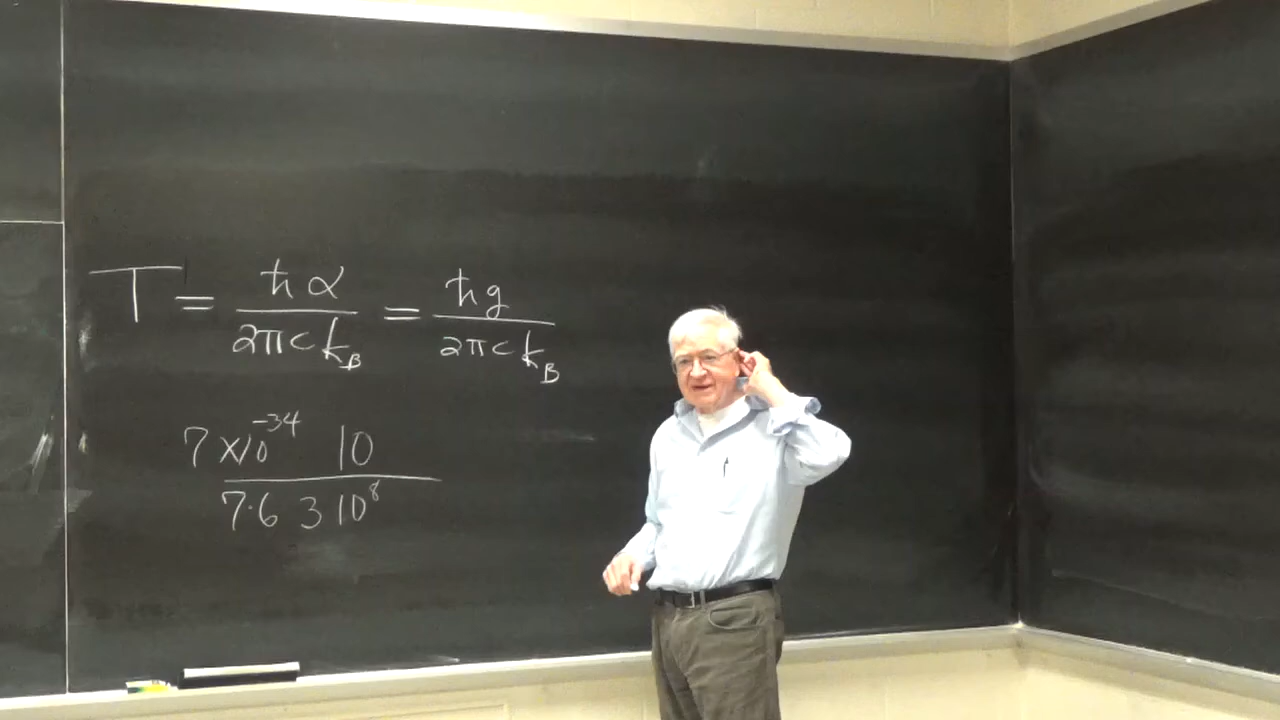 T = ħα / 2πck_B = ħg / 2πck_B
7 × 10^-34 10
7·6 3 10^8